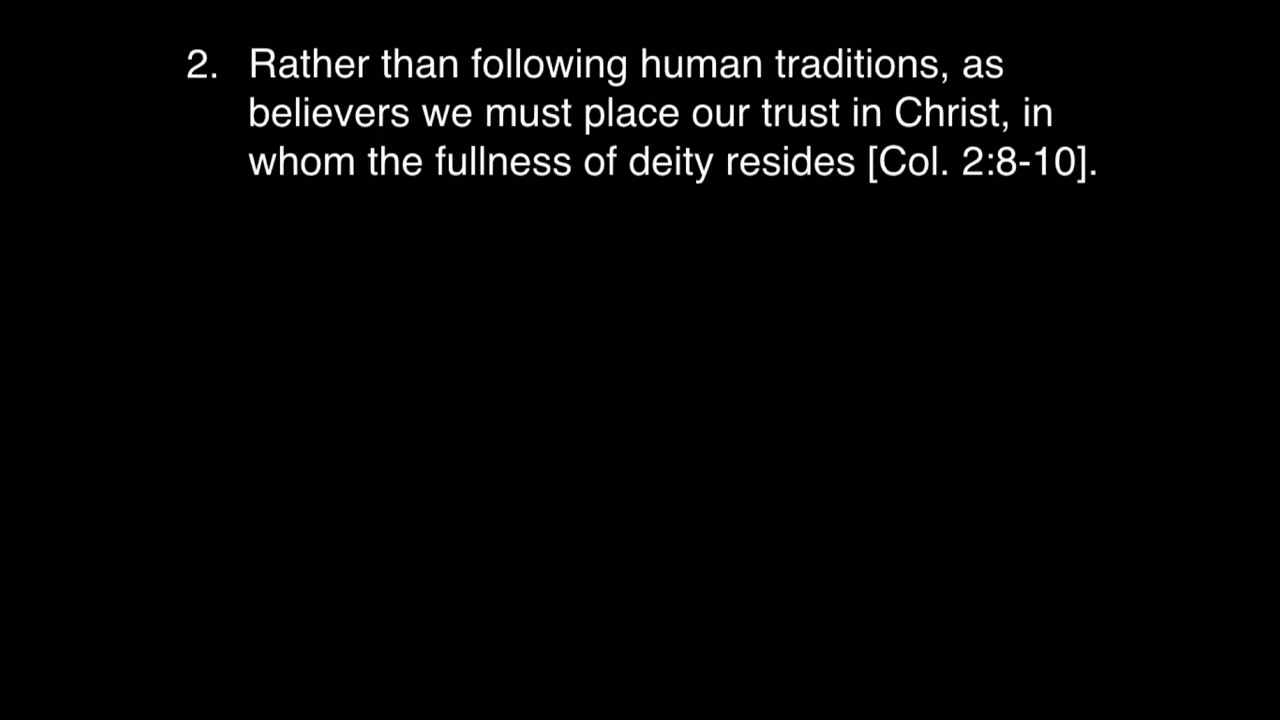 2. Rather than following human traditions, as
believers we must place our trust in Christ, in
whom the fullness of deity resides [Col. 2:8-10].